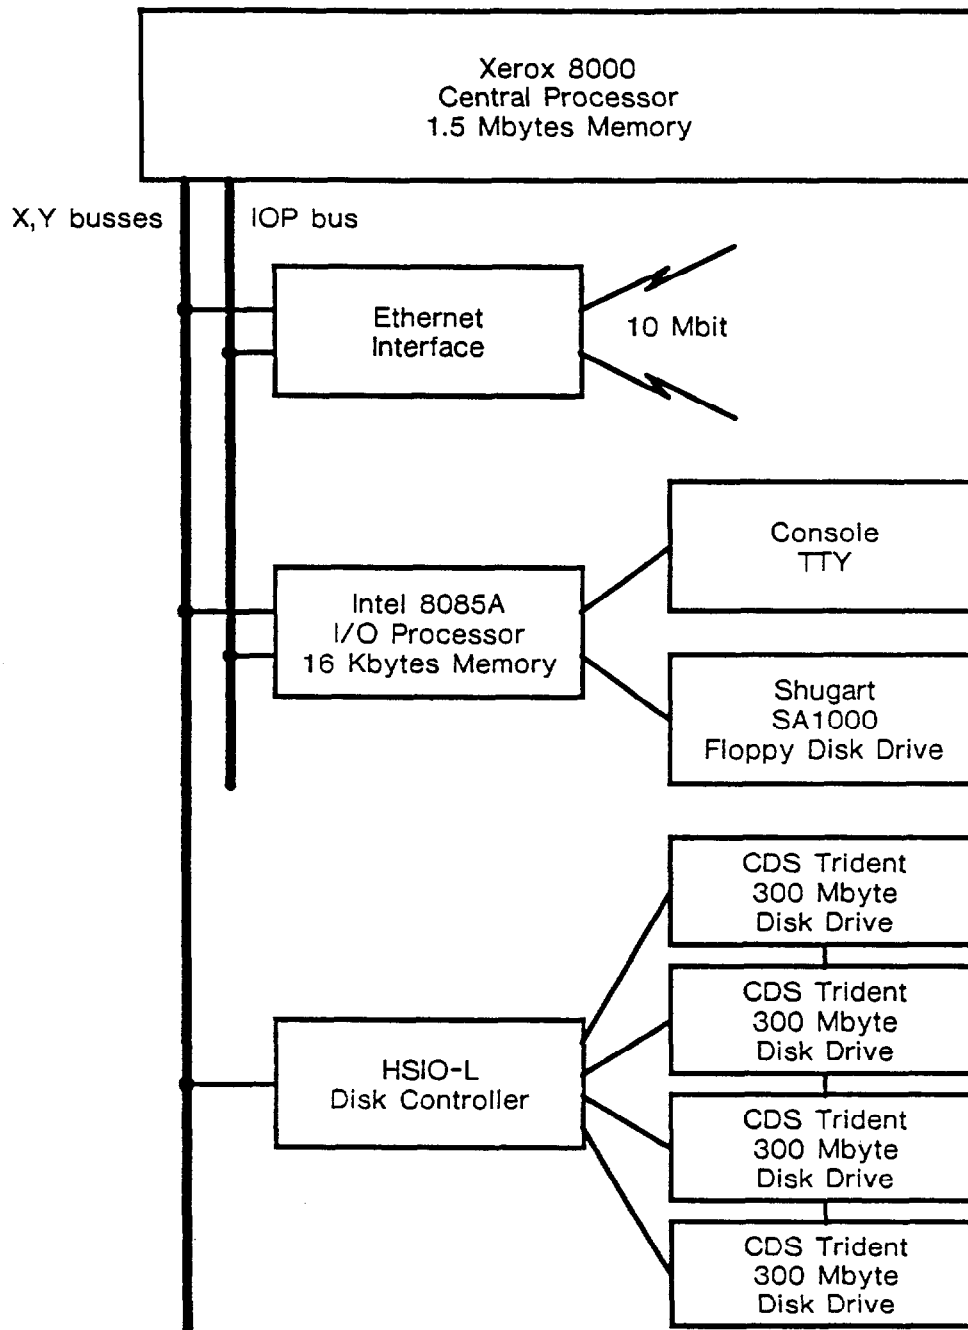 Xerox 8000
Central Processor
1.5 Mbytes Memory
X,Y busses
IOP bus
Ethernet
Interface
10 Mbit
Console
TTY
Intel 8085A
I/O Processor
16 Kbytes Memory
Shugart
SA1000
Floppy Disk Drive
CDS Trident
300 Mbyte
Disk Drive
CDS Trident
300 Mbyte
Disk Drive
HSIO-L
Disk Controller
CDS Trident
300 Mbyte
Disk Drive
CDS Trident
300 Mbyte
Disk Drive